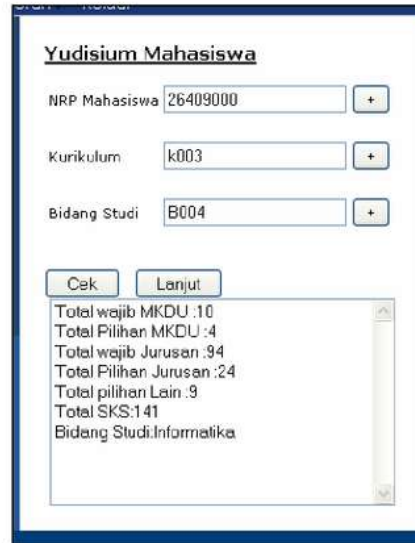 Yudisium Mahasiswa
NRP Mahasiswa 26409000 +
Kurikulum k003 +
Bidang Studi B004 +
Cek Lanjut
Total wajib MKDU :10
Total Pilihan MKDU :4
Total wajib Jurusan :94
Total Pilihan Jurusan :24
Total pilihan Lain :9
Total SKS:141
Bidang Studi:Informatika